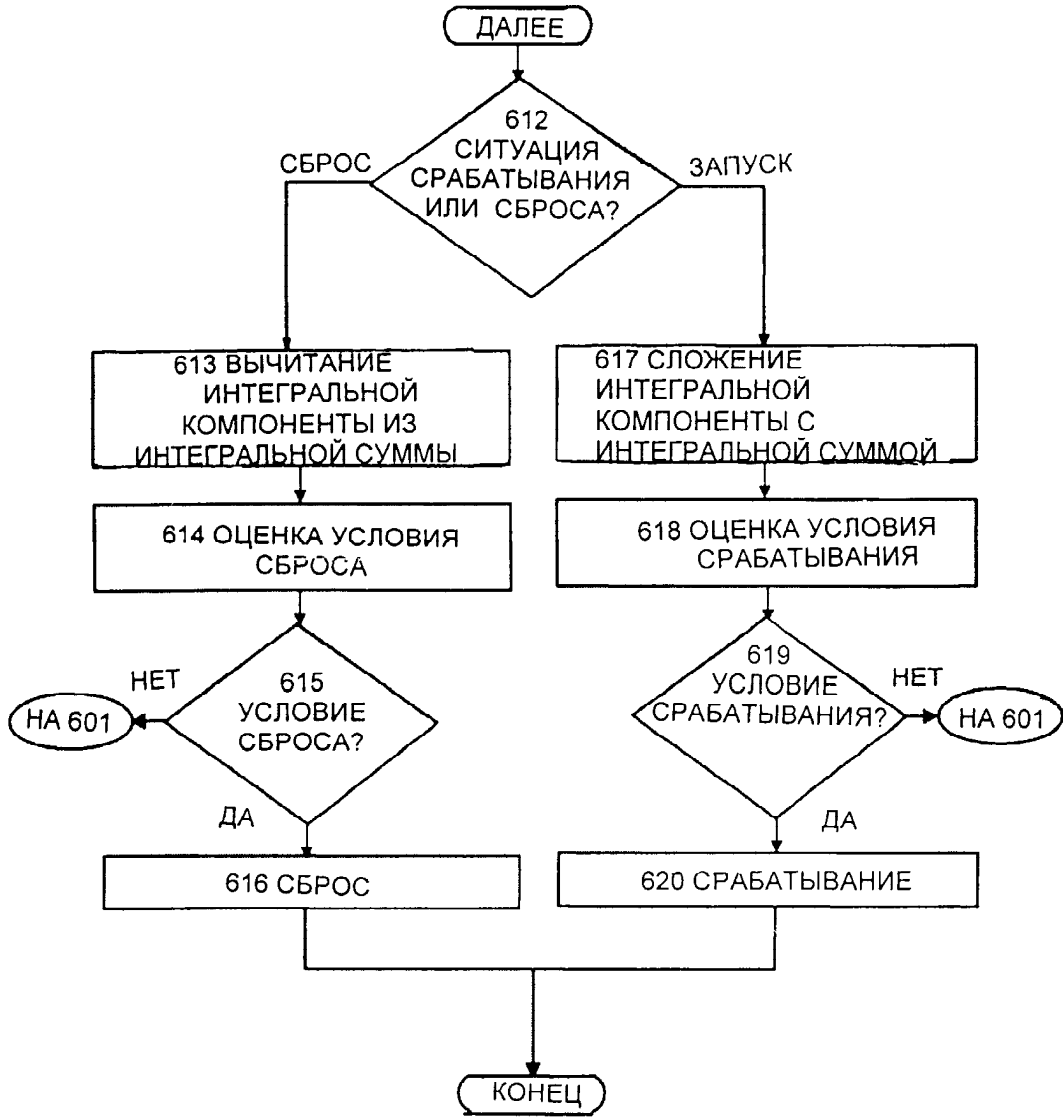 ДАЛЕЕ
612
СИТУАЦИЯ
СРАБАТЫВАНИЯ
ИЛИ СБРОСА?
СБРОС
ЗАПУСК
613 ВЫЧИТАНИЕ
ИНТЕГРАЛЬНОЙ
КОМПОНЕНТЫ ИЗ
ИНТЕГРАЛЬНОЙ СУММЫ
617 СЛОЖЕНИЕ
ИНТЕГРАЛЬНОЙ
КОМПОНЕНТЫ С
ИНТЕГРАЛЬНОЙ СУММОЙ
614 ОЦЕНКА УСЛОВИЯ
СБРОСА
618 ОЦЕНКА УСЛОВИЯ
СРАБАТЫВАНИЯ
615
УСЛОВИЕ
СБРОСА?
НЕТ
НА 601
619
УСЛОВИЕ
СРАБАТЫВАНИЯ?
НЕТ
НА 601
ДА
ДА
616 СБРОС
620 СРАБАТЫВАНИЕ
КОНЕЦ